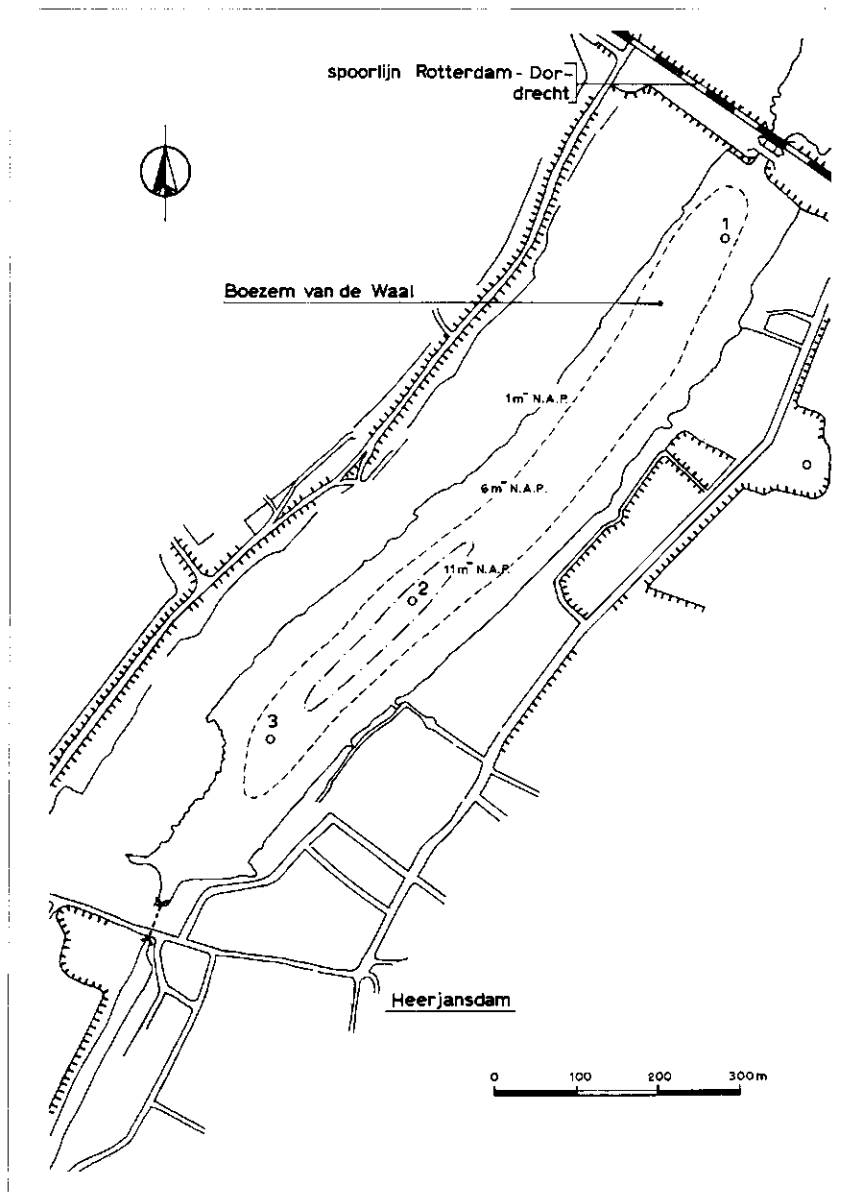 spoorlijn Rotterdam - Dor-
drecht
1
Boezem van de Waal
1m⁻ N.A.P.
6m⁻ N.A.P.
11m⁻ N.A.P.
2
3
Heerjansdam
0 100 200 300m